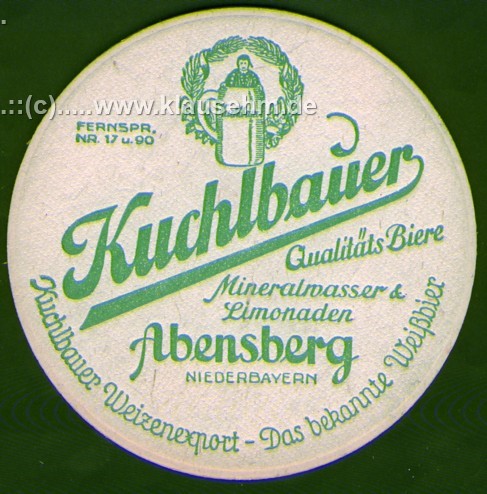 .::(c).....www.klausehm.de
FERNSPR.
NR. 17 u. 90
Kuchlbauer
Qualitäts Biere
Mineralwasser &
Limonaden
Abensberg
NIEDERBAYERN
Kuchlbauer Weizenexport - Das bekannte Weißbier